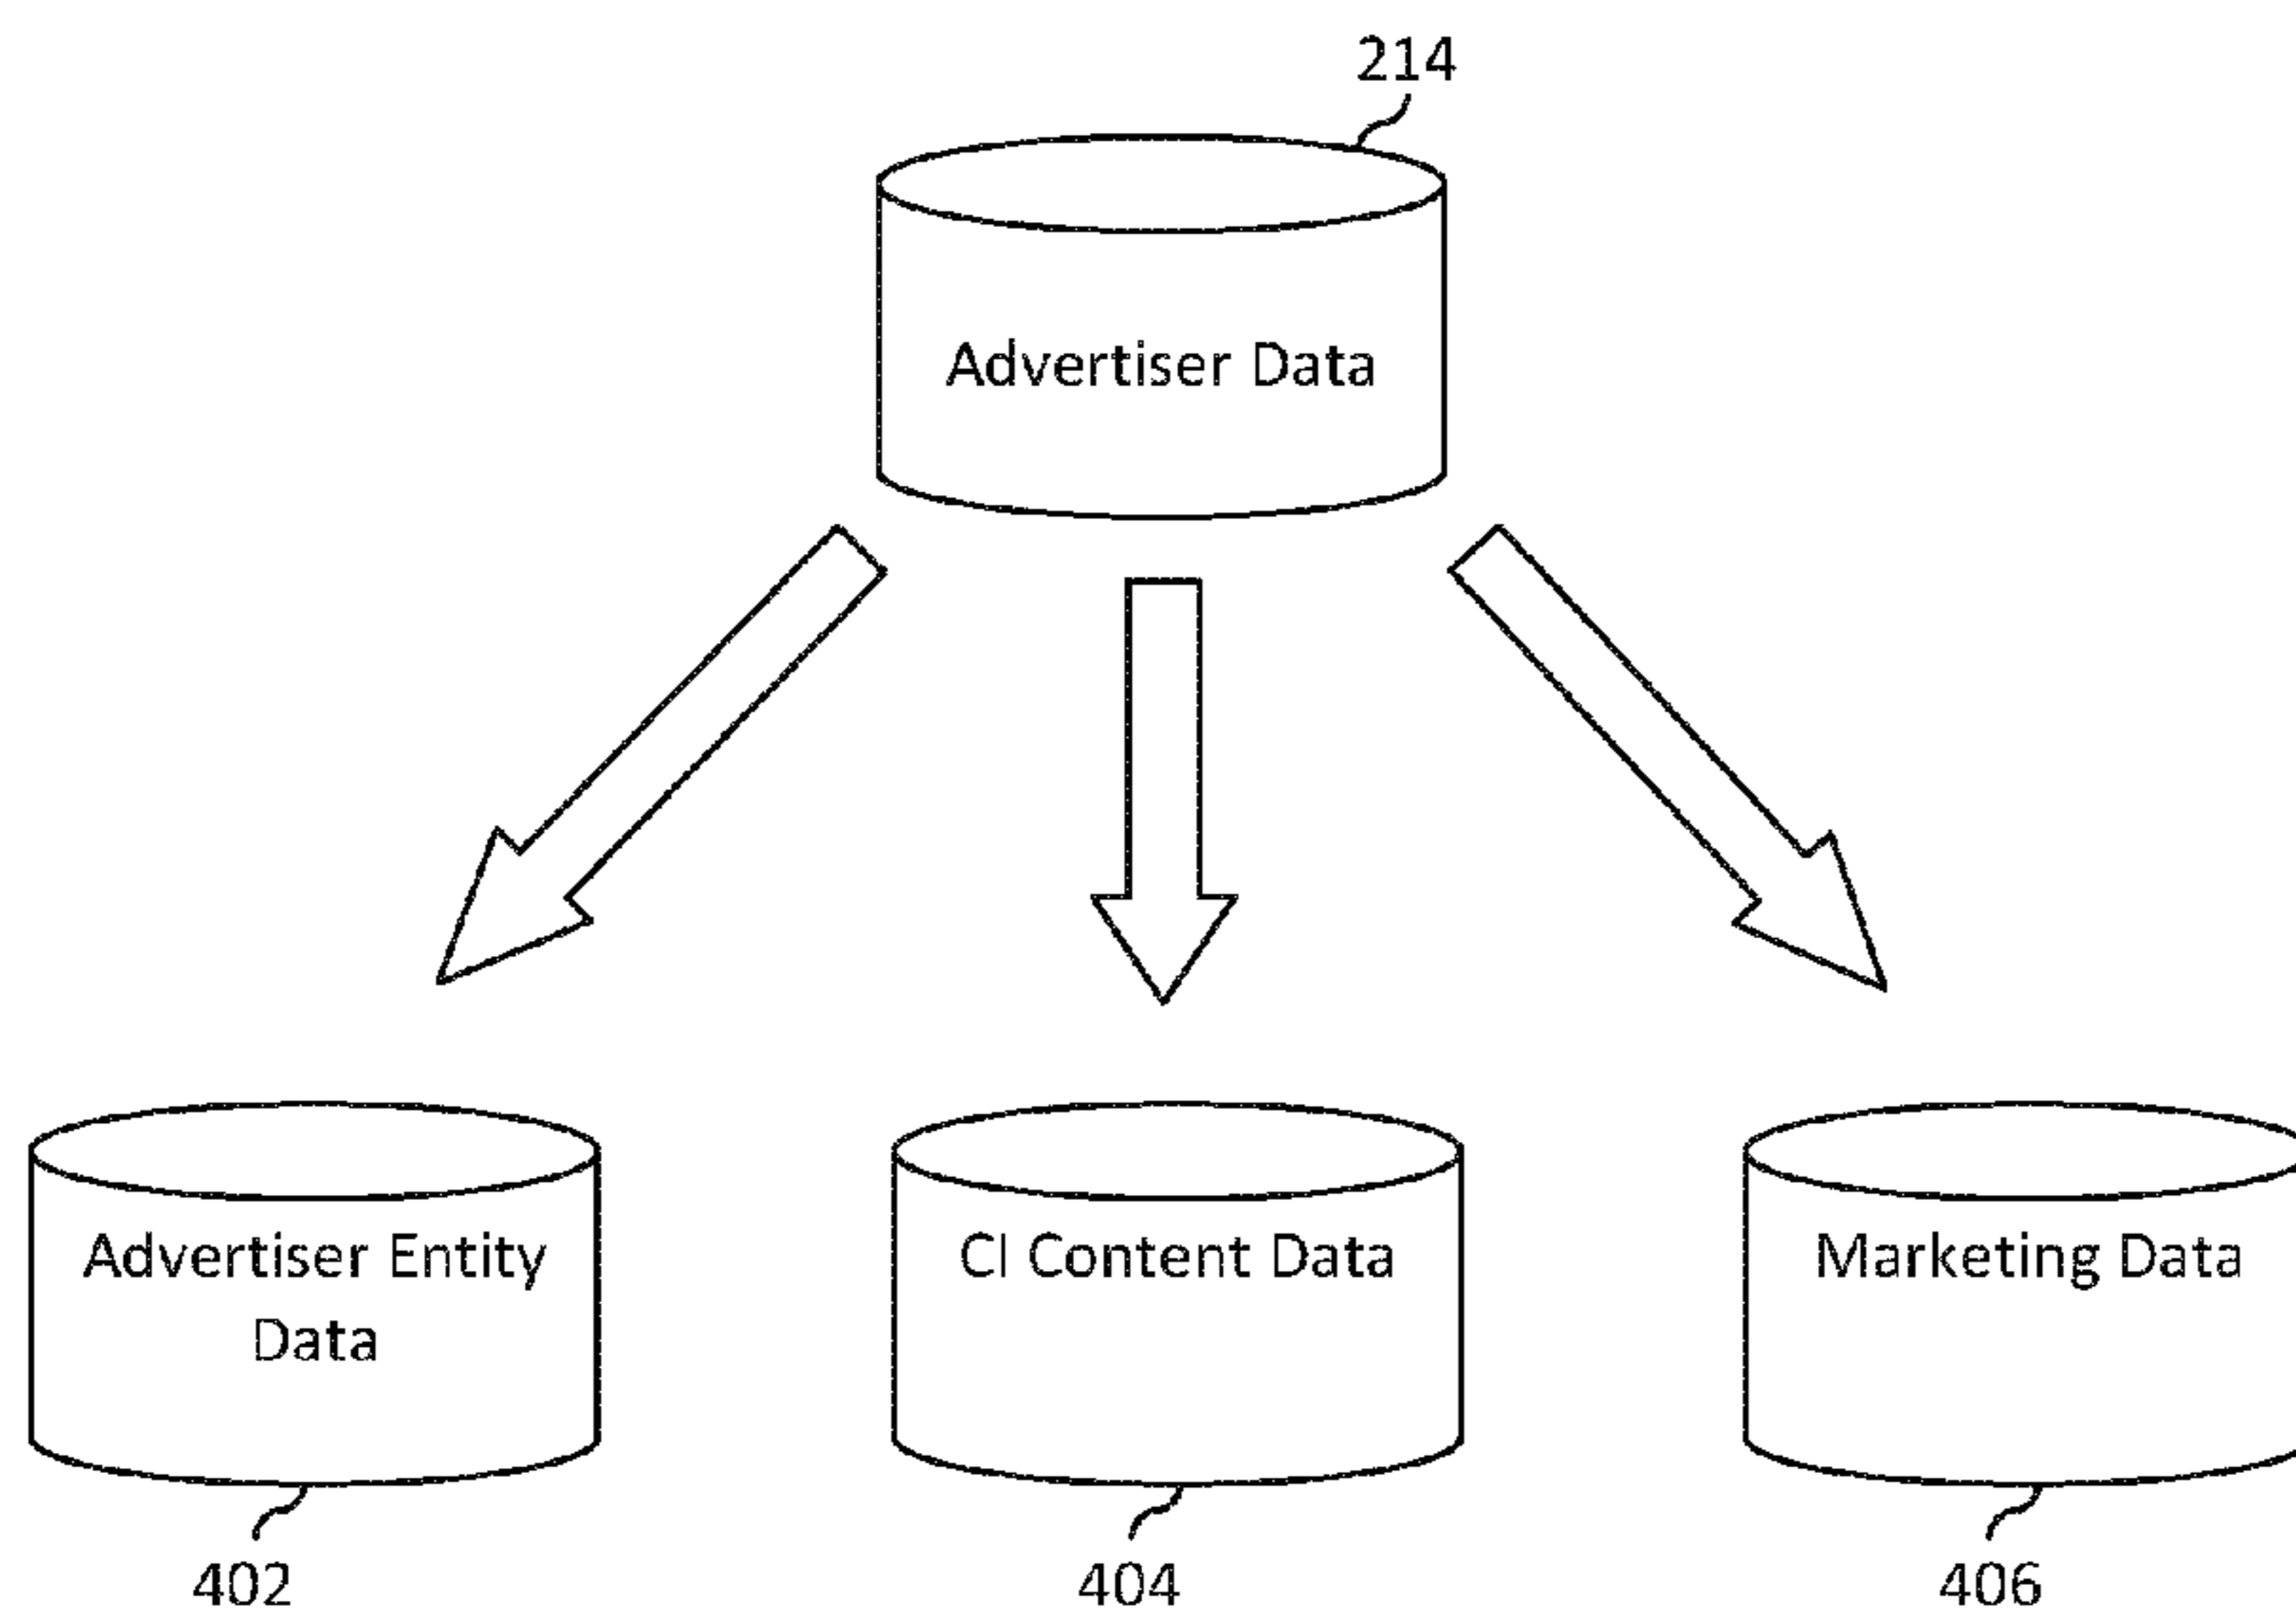 214
Advertiser Data
Advertiser Entity
Data
CI Content Data
Marketing Data
402
404
406